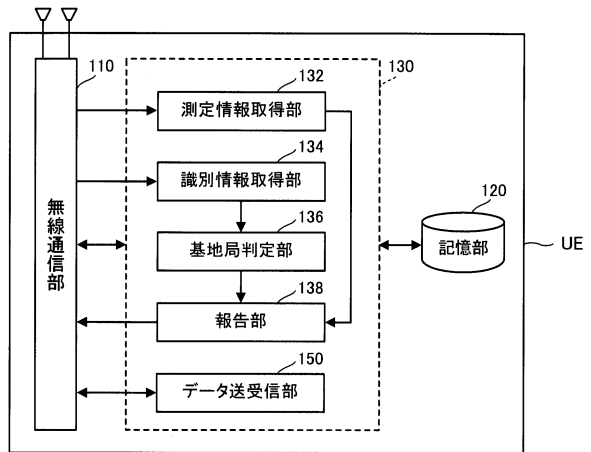 110
130
132
測定情報取得部
134
識別情報取得部
136
基地局判定部
138
報告部
150
データ送受信部
無線通信部
120
記憶部
UE